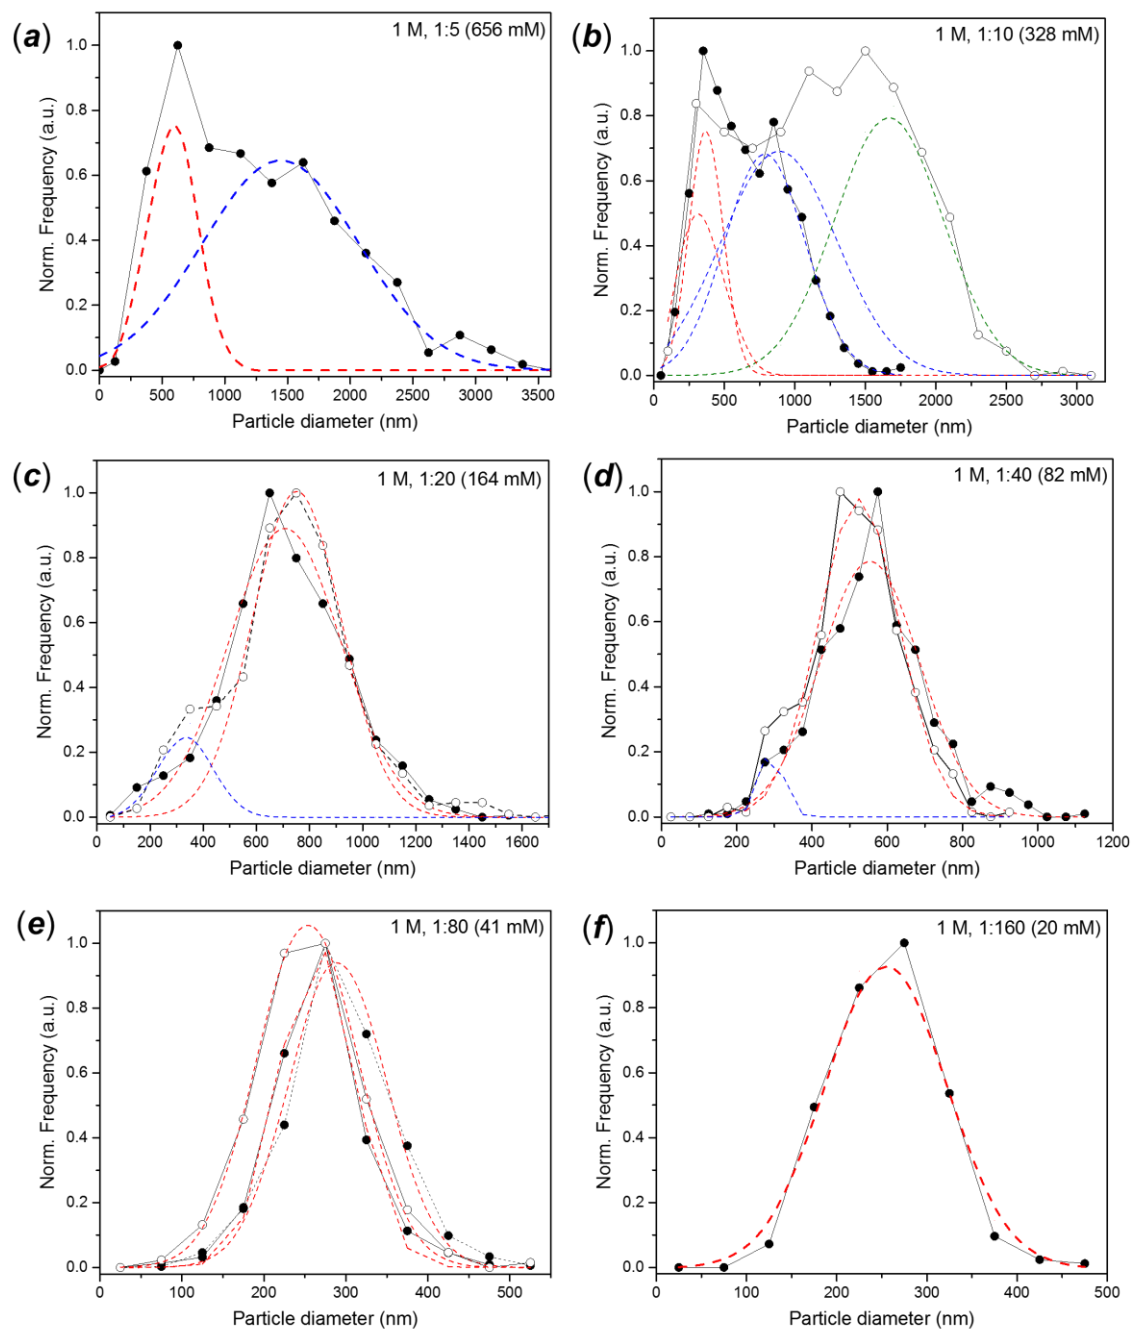 (a)
1 M, 1:5 (656 mM)
Norm. Frequency (a.u.)
1.0
0.8
0.6
0.4
0.2
0.0
0 500 1000 1500 2000 2500 3000 3500
Particle diameter (nm)
(b)
1 M, 1:10 (328 mM)
Norm. Frequency (a.u.)
1.0
0.8
0.6
0.4
0.2
0.0
0 500 1000 1500 2000 2500 3000
Particle diameter (nm)
(c)
1 M, 1:20 (164 mM)
Norm. Frequency (a.u.)
1.0
0.8
0.6
0.4
0.2
0.0
0 200 400 600 800 1000 1200 1400 1600
Particle diameter (nm)
(d)
1 M, 1:40 (82 mM)
Norm. Frequency (a.u.)
1.0
0.8
0.6
0.4
0.2
0.0
0 200 400 600 800 1000 1200
Particle diameter (nm)
(e)
1 M, 1:80 (41 mM)
Norm. Frequency (a.u.)
1.0
0.8
0.6
0.4
0.2
0.0
0 100 200 300 400 500
Particle diameter (nm)
(f)
1 M, 1:160 (20 mM)
Norm. Frequency (a.u.)
1.0
0.8
0.6
0.4
0.2
0.0
0 100 200 300 400 500
Particle diameter (nm)